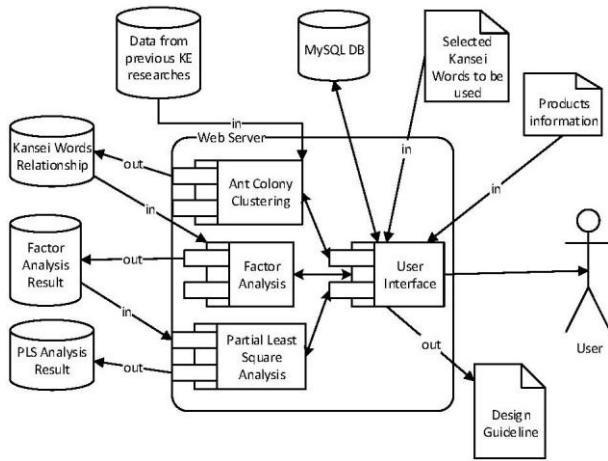 Data from
previous KE
researches
MySQL DB
Selected
Kansei
Words to be
used
Products
information
in
Web Server
Kansei Words
Relationship
out
Ant Colony
Clustering
in
in
in
Factor
Analysis
Result
out
Factor
Analysis
User
Interface
in
Partial Least
Square
Analysis
out
PLS Analysis
Result
out
User
Design
Guideline